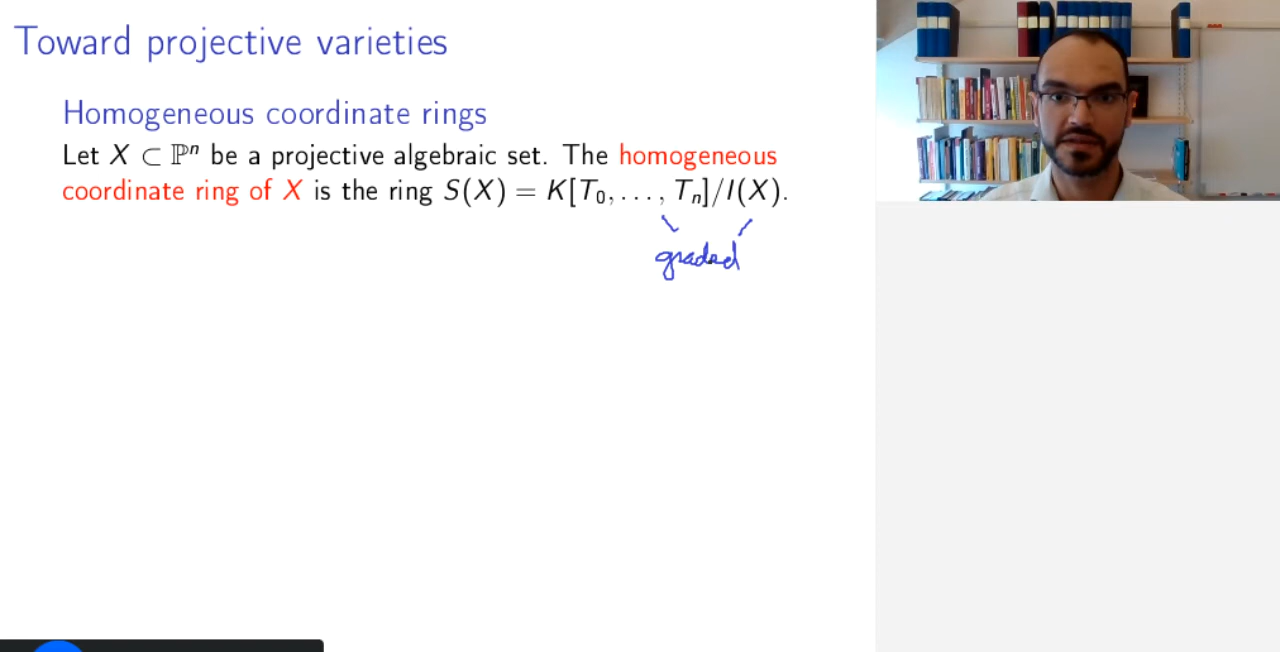 Toward projective varieties
Homogeneous coordinate rings
Let X ⊂ ℙⁿ be a projective algebraic set. The homogeneous
coordinate ring of X is the ring S(X) = K[T₀, . . . , Tₙ]/I(X).
graded